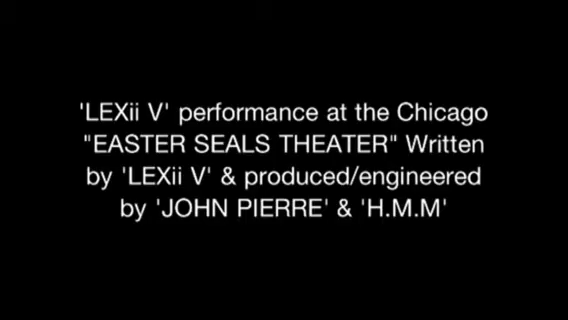 'LEXii V' performance at the Chicago
"EASTER SEALS THEATER" Written
by 'LEXii V' & produced/engineered
by 'JOHN PIERRE' & 'H.M.M'